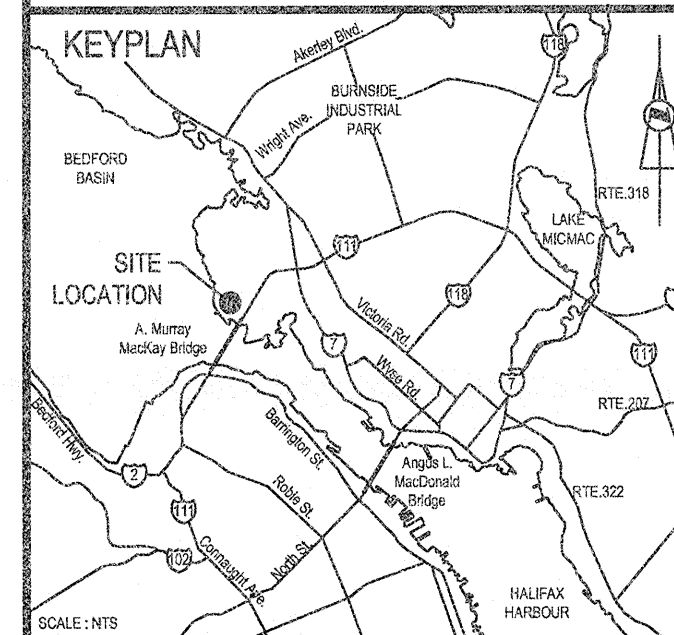 KEYPLAN
Akerley Blvd.
118
BURNSIDE
INDUSTRIAL
PARK
Wright Ave.
BEDFORD
BASIN
RTE.318
LAKE
MICMAC
111
SITE
LOCATION
118
A. Murray
MacKay Bridge
Victoria Rd.
7
Wyse Rd.
7
111
RTE.207
Bedford Hwy.
Barrington St.
2
Angus L.
MacDonald
Bridge
Robie St.
RTE.322
111
102
Connaught Ave.
North St.
HALIFAX
HARBOUR
SCALE : NTS